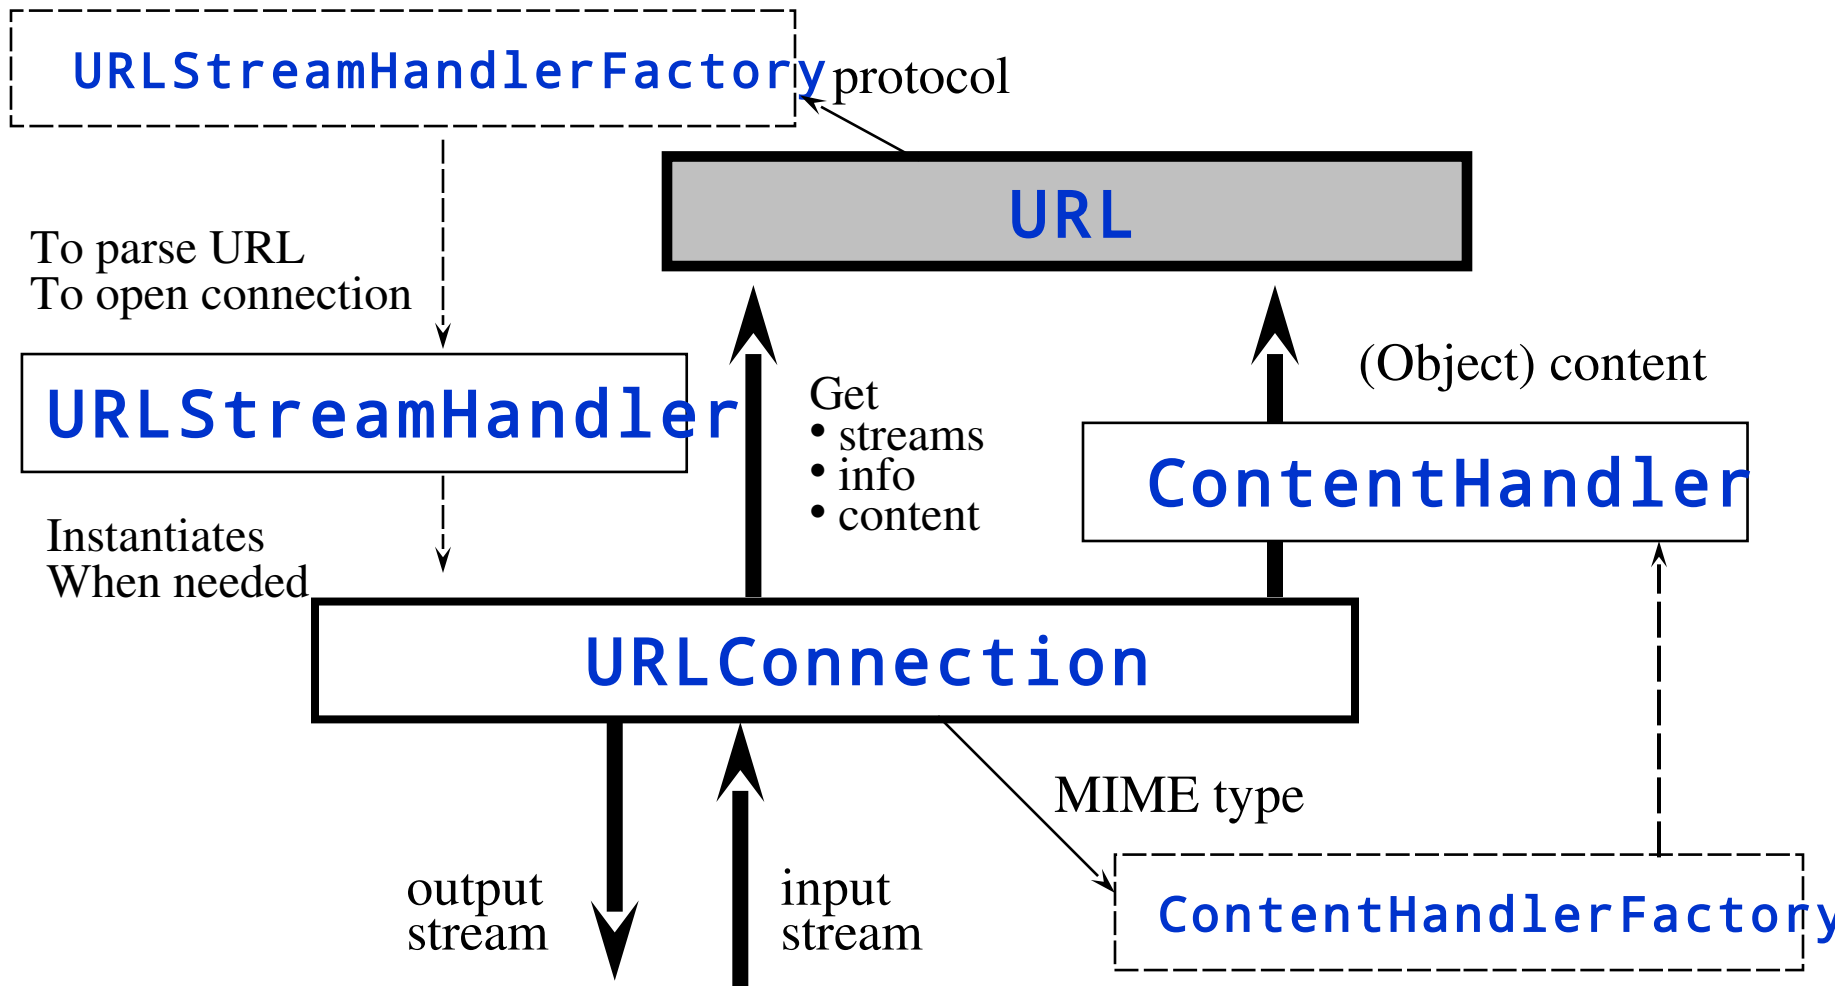 URLStreamHandlerFactory
protocol
URL
To parse URL
To open connection
URLStreamHandler
Get
• streams
• info
• content
(Object) content
ContentHandler
Instantiates
When needed
URLConnection
MIME type
output
stream
input
stream
ContentHandlerFactory